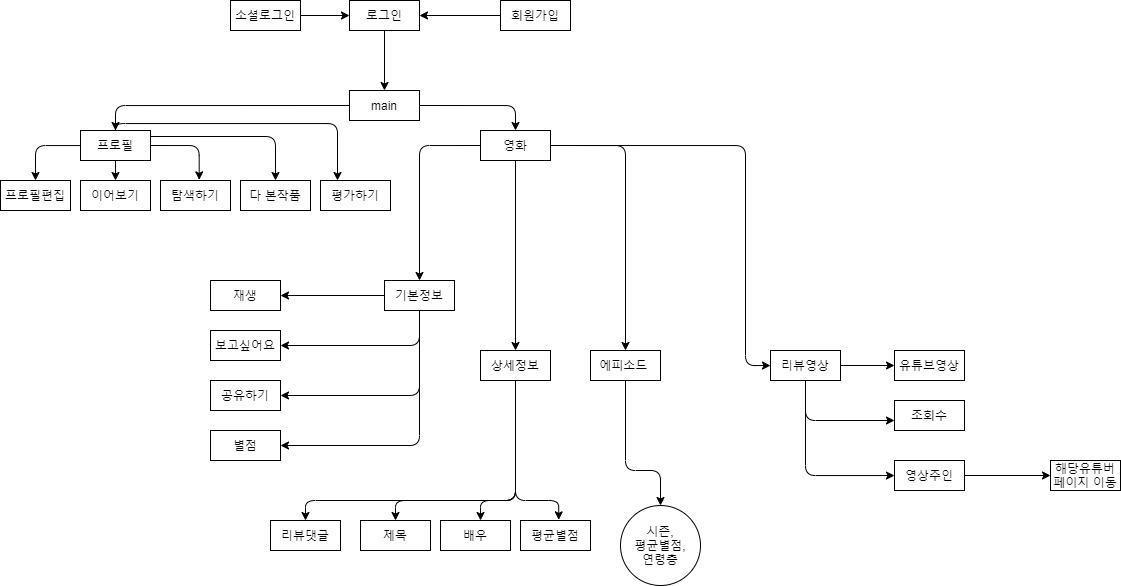 소셜로그인
로그인
회원가입
main
프로필
영화
프로필편집
이어보기
탐색하기
다 본작품
평가하기
재생
기본정보
보고싶어요
상세정보
에피소드
리뷰영상
유튜브영상
공유하기
조회수
별점
영상주인
해당유튜버
페이지 이동
리뷰댓글
제목
배우
평균별점
시즌,
평균별점,
연령층